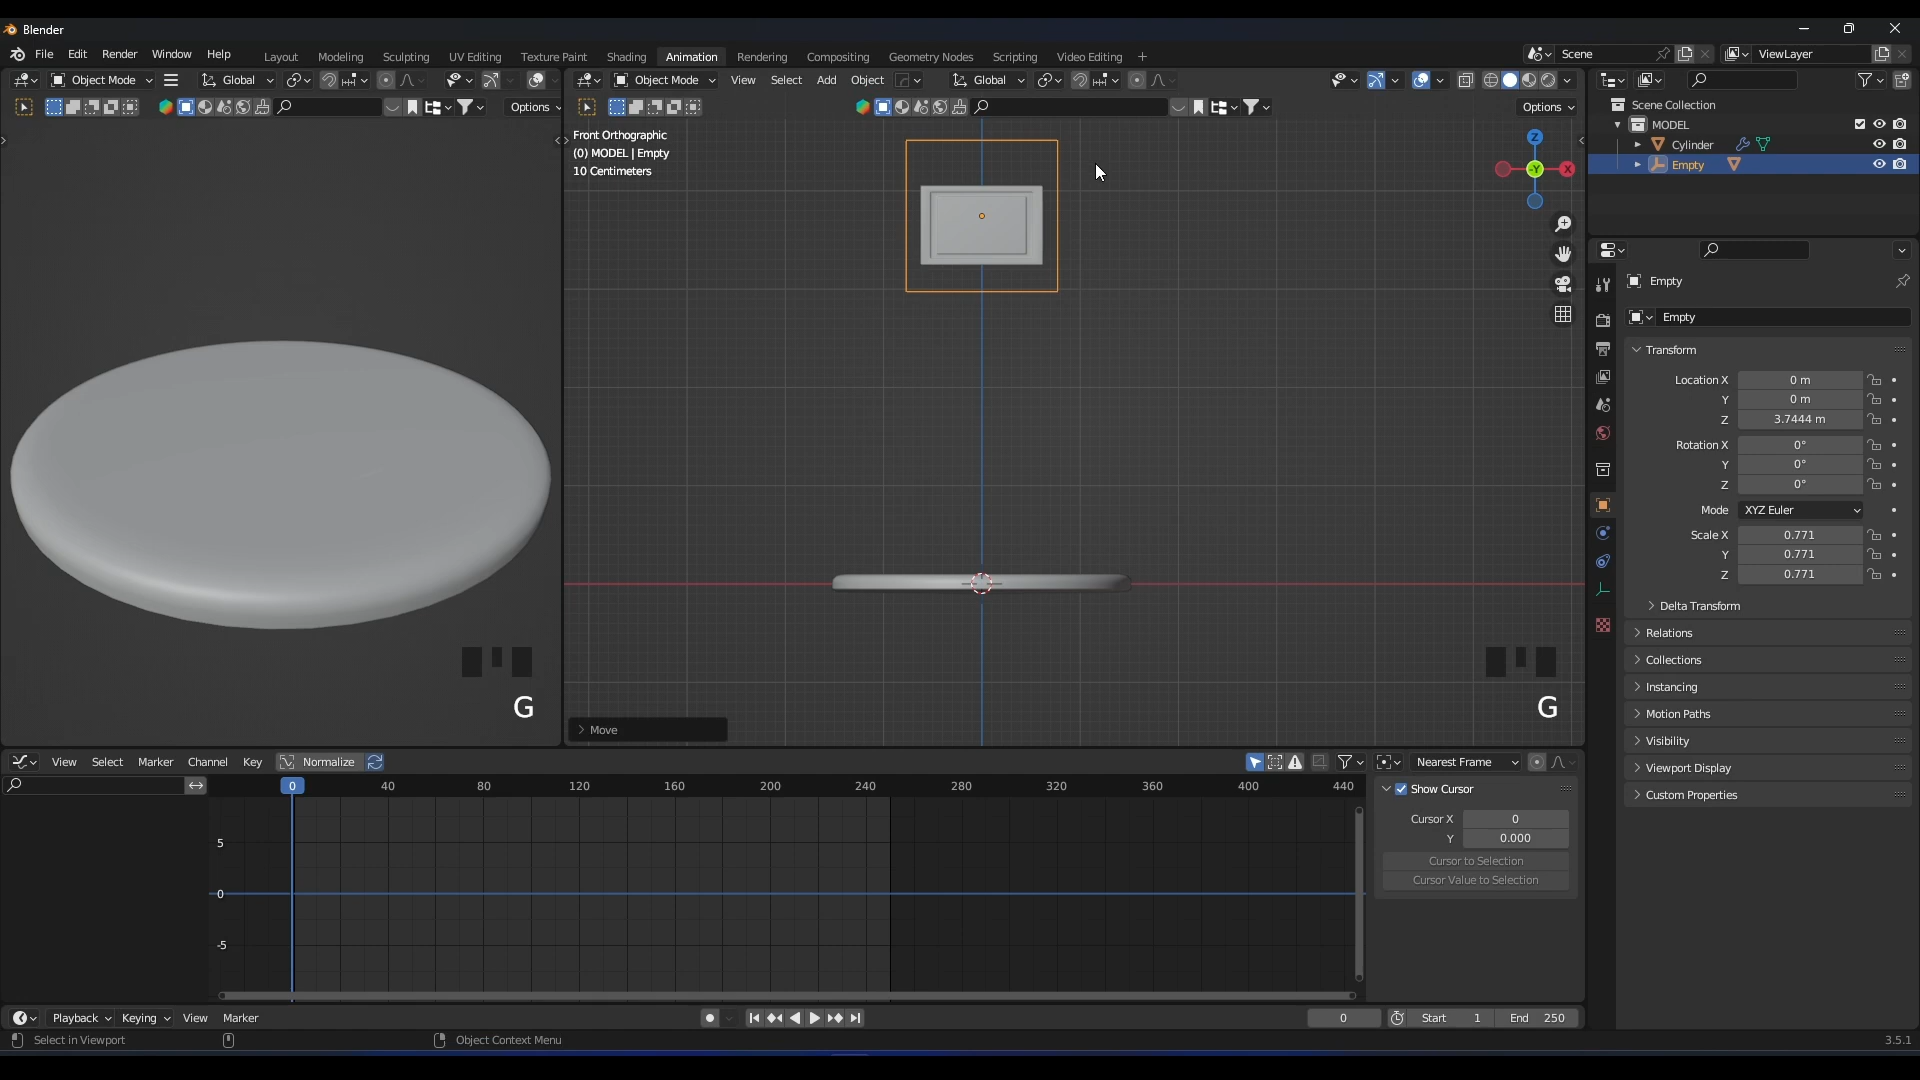 Blender
File Edit Render Window Help Layout Modeling Sculpting UV Editing Texture Paint Shading Animation Rendering Compositing Geometry Nodes Scripting Video Editing + Scene ViewLayer
Object Mode Global Object Mode View Select Add Object Global
Options Options
Scene Collection
MODEL
Cylinder
Empty
Front Orthographic
(0) MODEL | Empty
10 Centimeters
Z
X
-Y
Empty
Empty
Transform
Location X 0 m
Y 0 m
Z 3.7444 m
Rotation X 0°
Y 0°
Z 0°
Mode XYZ Euler
Scale X 0.771
Y 0.771
Z 0.771
Delta Transform
Relations
Collections
Instancing
Motion Paths
Visibility
Viewport Display
Custom Properties
G G
Move
View Select Marker Channel Key Normalize Nearest Frame
0 40 80 120 160 200 240 280 320 360 400 440
5
0
-5
Show Cursor
Cursor X 0
Y 0.000
Cursor to Selection
Cursor Value to Selection
Playback Keying View Marker 0 Start 1 End 250
Select in Viewport Object Context Menu 3.5.1